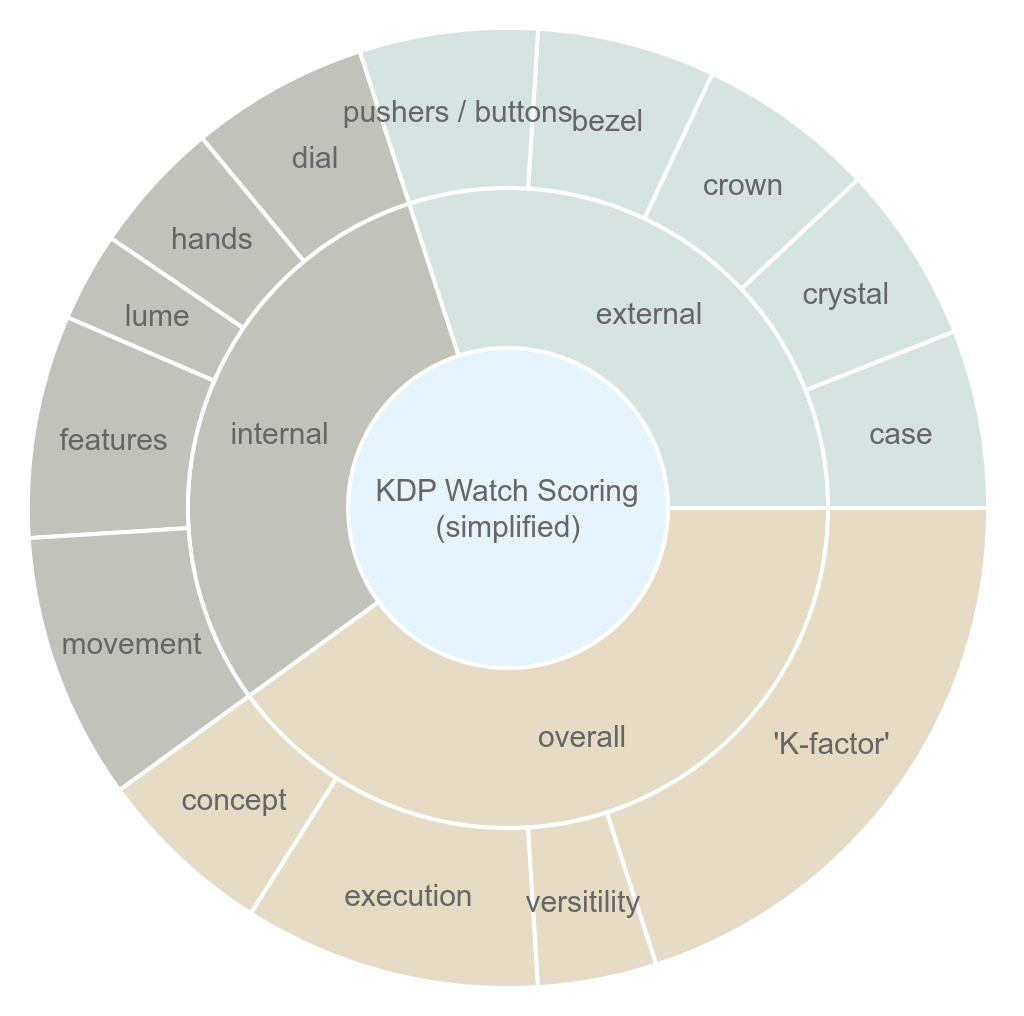 pushers / buttons
bezel
dial
crown
hands
crystal
lume
external
features
internal
case
KDP Watch Scoring
(simplified)
movement
overall
'K-factor'
concept
execution
versitility